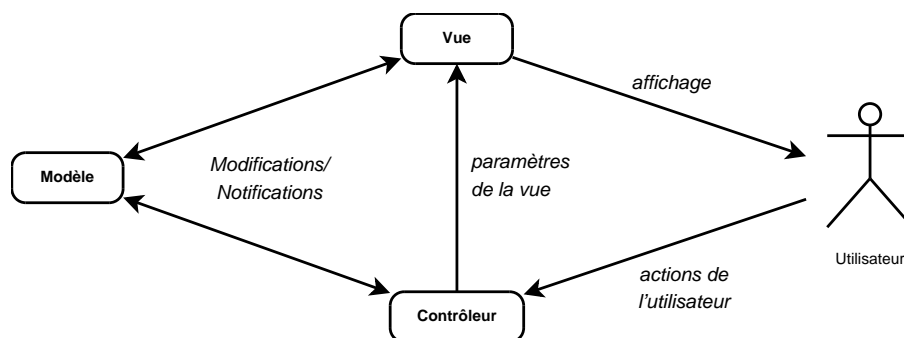 Vue
affichage
Modèle
Modifications/
Notifications
paramètres
de la vue
Utilisateur
actions de
l'utilisateur
Contrôleur